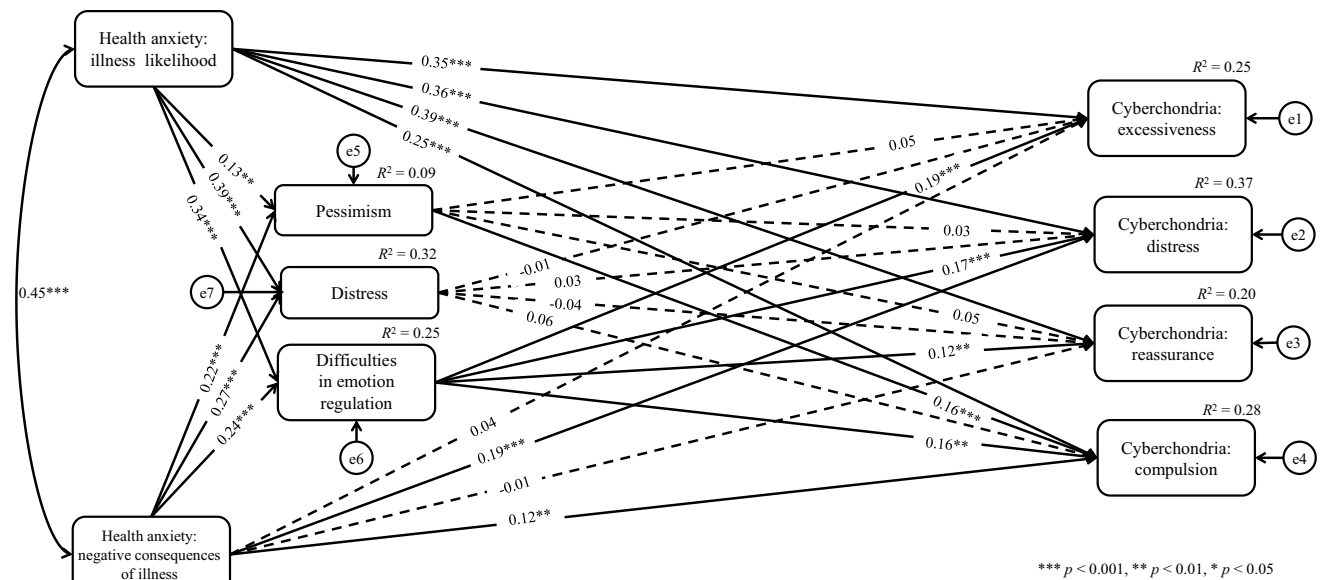 Health anxiety:
illness likelihood
0.35***
0.36***
0.39***
0.25***
R² = 0.25
Cyberchondria:
excessiveness
e1
0.13**
0.39***
0.34***
e5
R² = 0.09
Pessimism
0.05
0.19***
R² = 0.37
Cyberchondria:
distress
e2
0.03
0.17***
R² = 0.32
e7
Distress
-0.01
0.03
-0.04
0.06
0.45***
R² = 0.20
Cyberchondria:
reassurance
e3
0.05
0.12**
R² = 0.25
Difficulties
in emotion
regulation
e6
0.22***
0.27***
0.24***
0.16***
0.16**
R² = 0.28
Cyberchondria:
compulsion
e4
0.04
0.19***
-0.01
0.12**
Health anxiety:
negative consequences
of illness
*** p < 0.001, ** p < 0.01, * p < 0.05